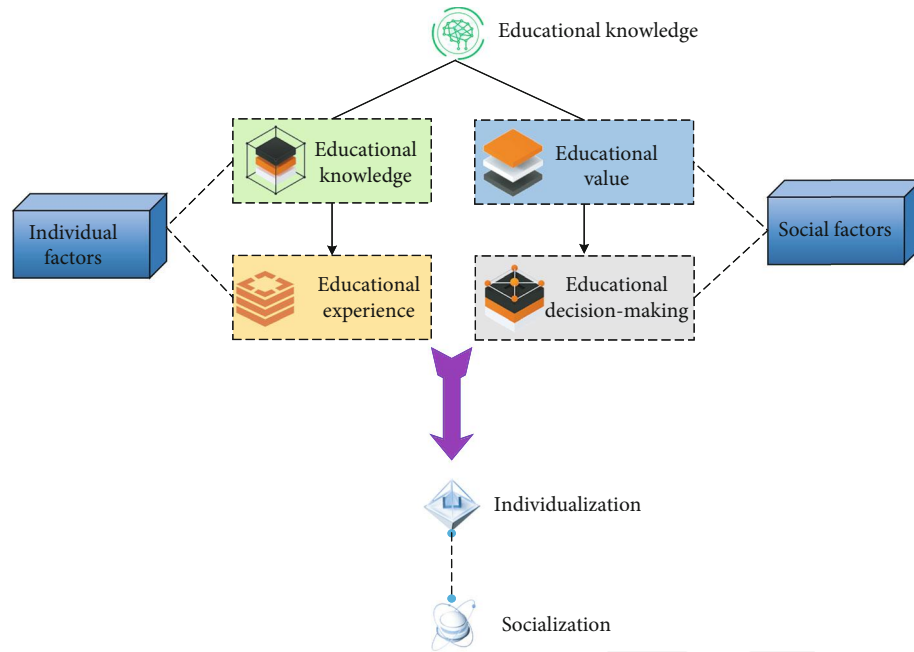 Educational knowledge
Educational
knowledge
Educational
value
Individual
factors
Social factors
Educational
experience
Educational
decision-making
Individualization
Socialization